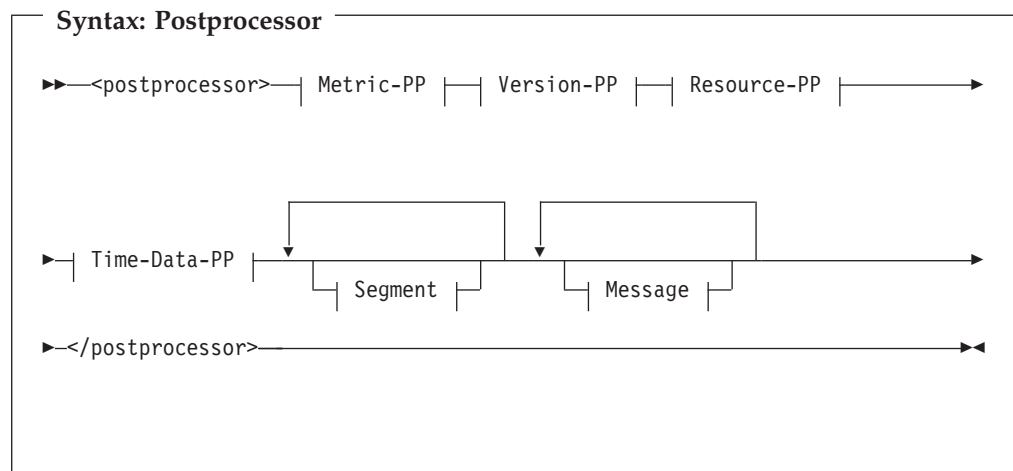 Syntax: Postprocessor
<postprocessor> Metric-PP Version-PP Resource-PP
Time-Data-PP
Segment Message
</postprocessor>